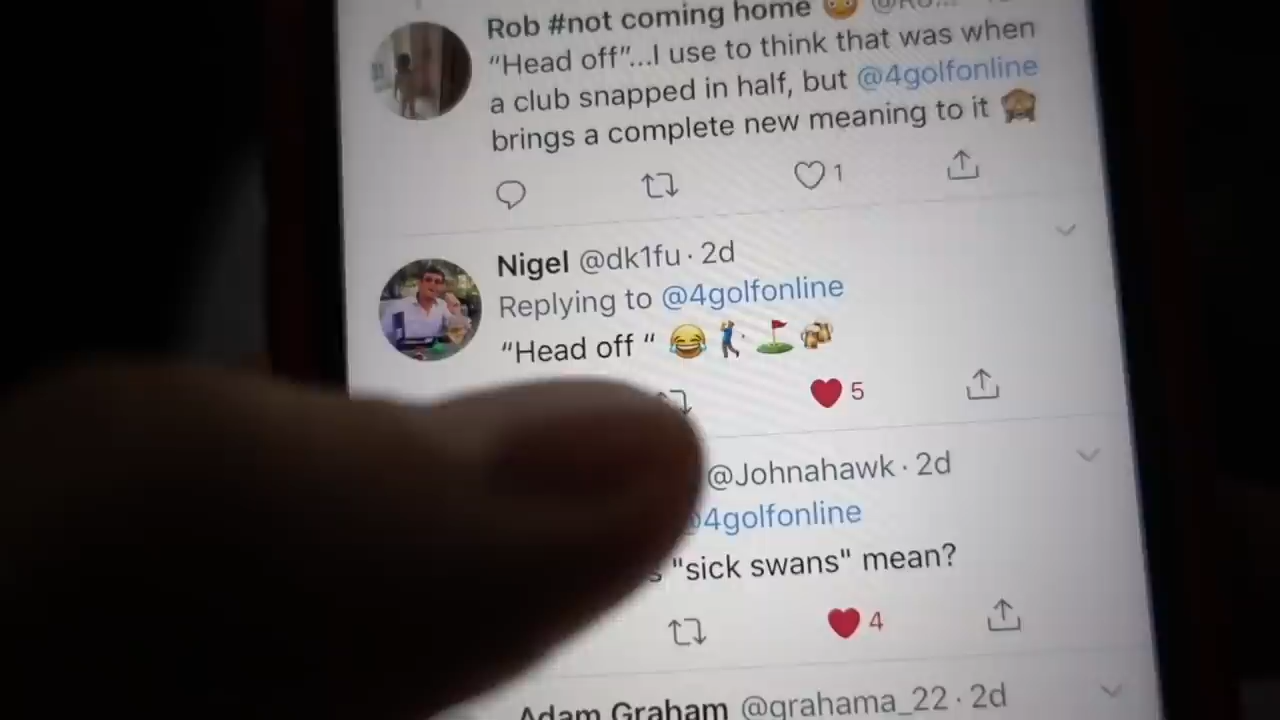 Rob #not coming home
“Head off”...I use to think that was when
a club snapped in half, but @4golfonline
brings a complete new meaning to it
1
Nigel @dk1fu · 2d
Replying to @4golfonline
“Head off “
5
@Johnahawk · 2d
4golfonline
"sick swans" mean?
4
Adam Graham @grahama_22 · 2d